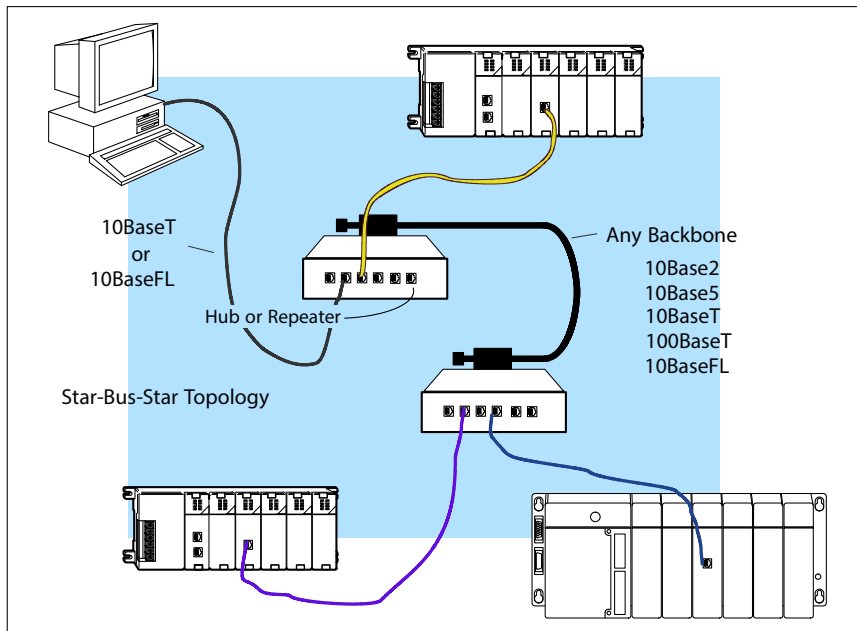 10BaseT
or
10BaseFL
Any Backbone
10Base2
10Base5
10BaseT
100BaseT
10BaseFL
Hub or Repeater
Star-Bus-Star Topology